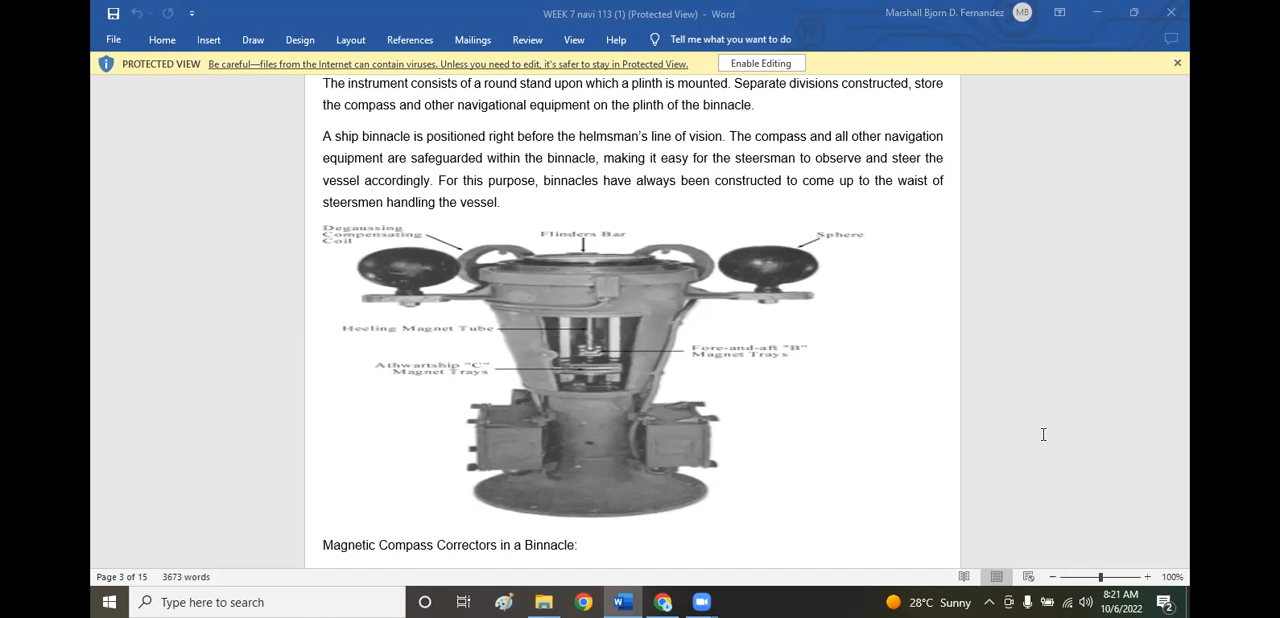 WEEK 7 navi 113 (1) (Protected View) - Word
Marshall Bjorn D. Fernandez
MB
File Home Insert Draw Design Layout References Mailings Review View Help Tell me what you want to do
PROTECTED VIEW Be careful—files from the Internet can contain viruses. Unless you need to edit, it's safer to stay in Protected View. Enable Editing
The instrument consists of a round stand upon which a plinth is mounted. Separate divisions constructed, store
the compass and other navigational equipment on the plinth of the binnacle.
A ship binnacle is positioned right before the helmsman's line of vision. The compass and all other navigation
equipment are safeguarded within the binnacle, making it easy for the steersman to observe and steer the
vessel accordingly. For this purpose, binnacles have always been constructed to come up to the waist of
steersmen handling the vessel.
Degaussing
Compensating
Coil
Flinders Bar
Sphere
Heeling Magnet Tube
Fore-and-aft "B"
Magnet Trays
Athwartship "C"
Magnet Trays
Magnetic Compass Correctors in a Binnacle:
Page 3 of 15 3673 words
100%
Type here to search
28°C Sunny
8:21 AM
10/6/2022
2